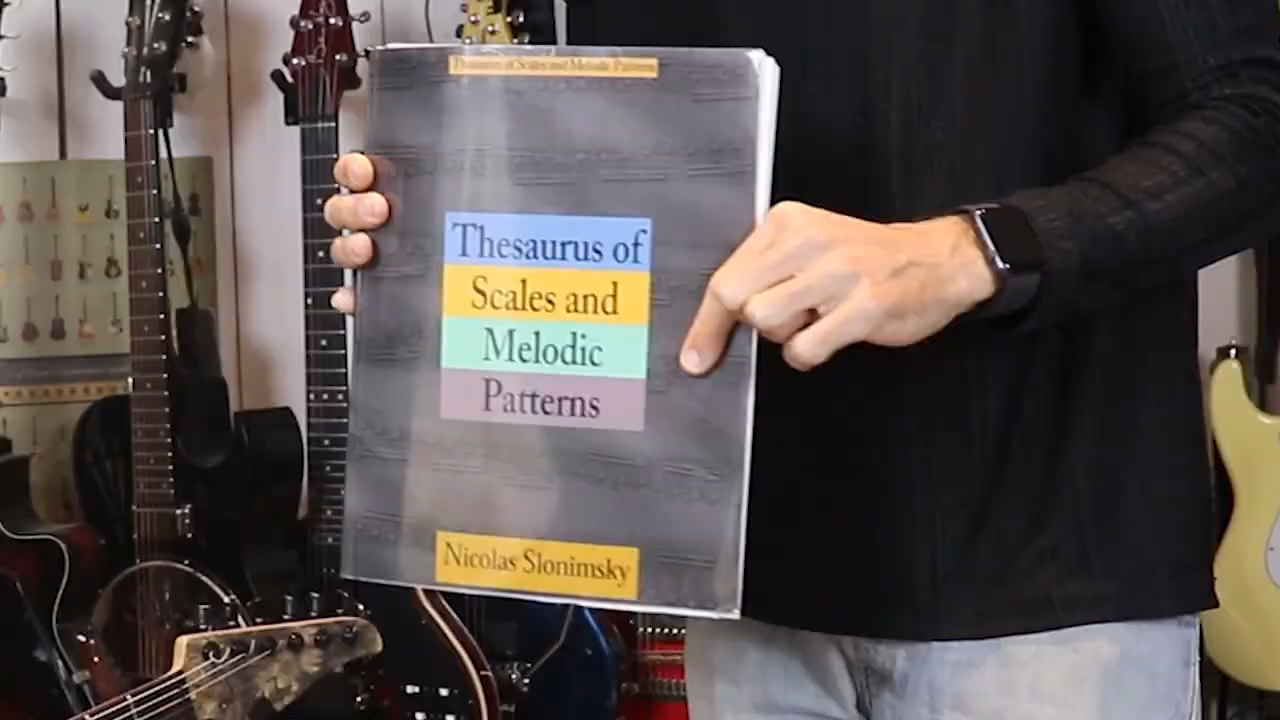 Thesaurus of Scales and Melodic Patterns
Thesaurus of
Scales and
Melodic
Patterns
Nicolas Slonimsky